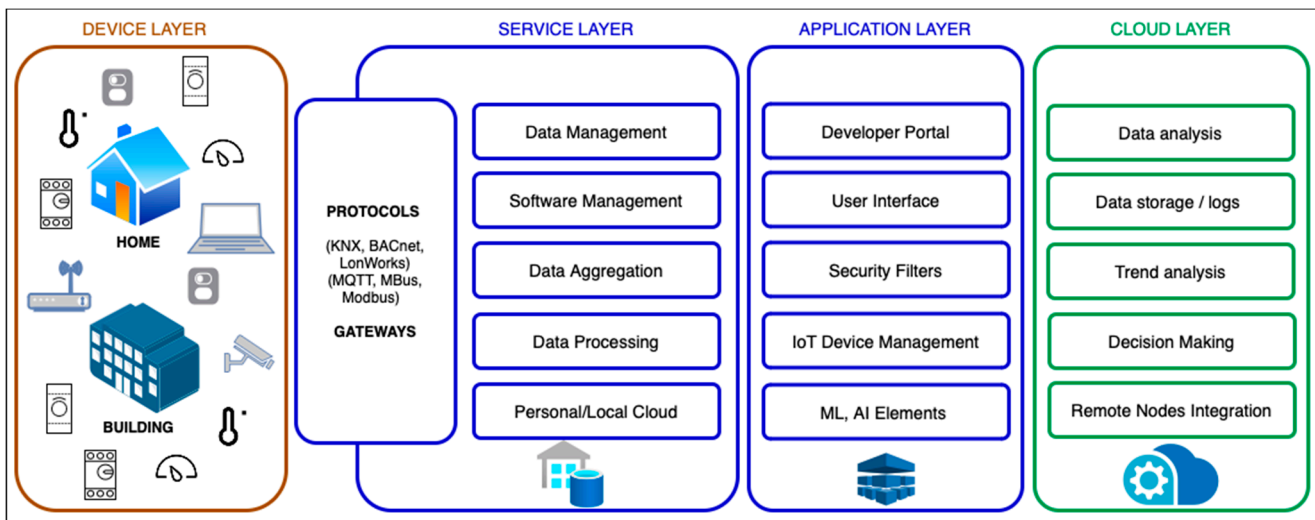 DEVICE LAYER
HOME
BUILDING
SERVICE LAYER
PROTOCOLS
(KNX, BACnet,
LonWorks)
(MQTT, MBus,
Modbus)
GATEWAYS
Data Management
Software Management
Data Aggregation
Data Processing
Personal/Local Cloud
APPLICATION LAYER
Developer Portal
User Interface
Security Filters
IoT Device Management
ML, AI Elements
CLOUD LAYER
Data analysis
Data storage / logs
Trend analysis
Decision Making
Remote Nodes Integration